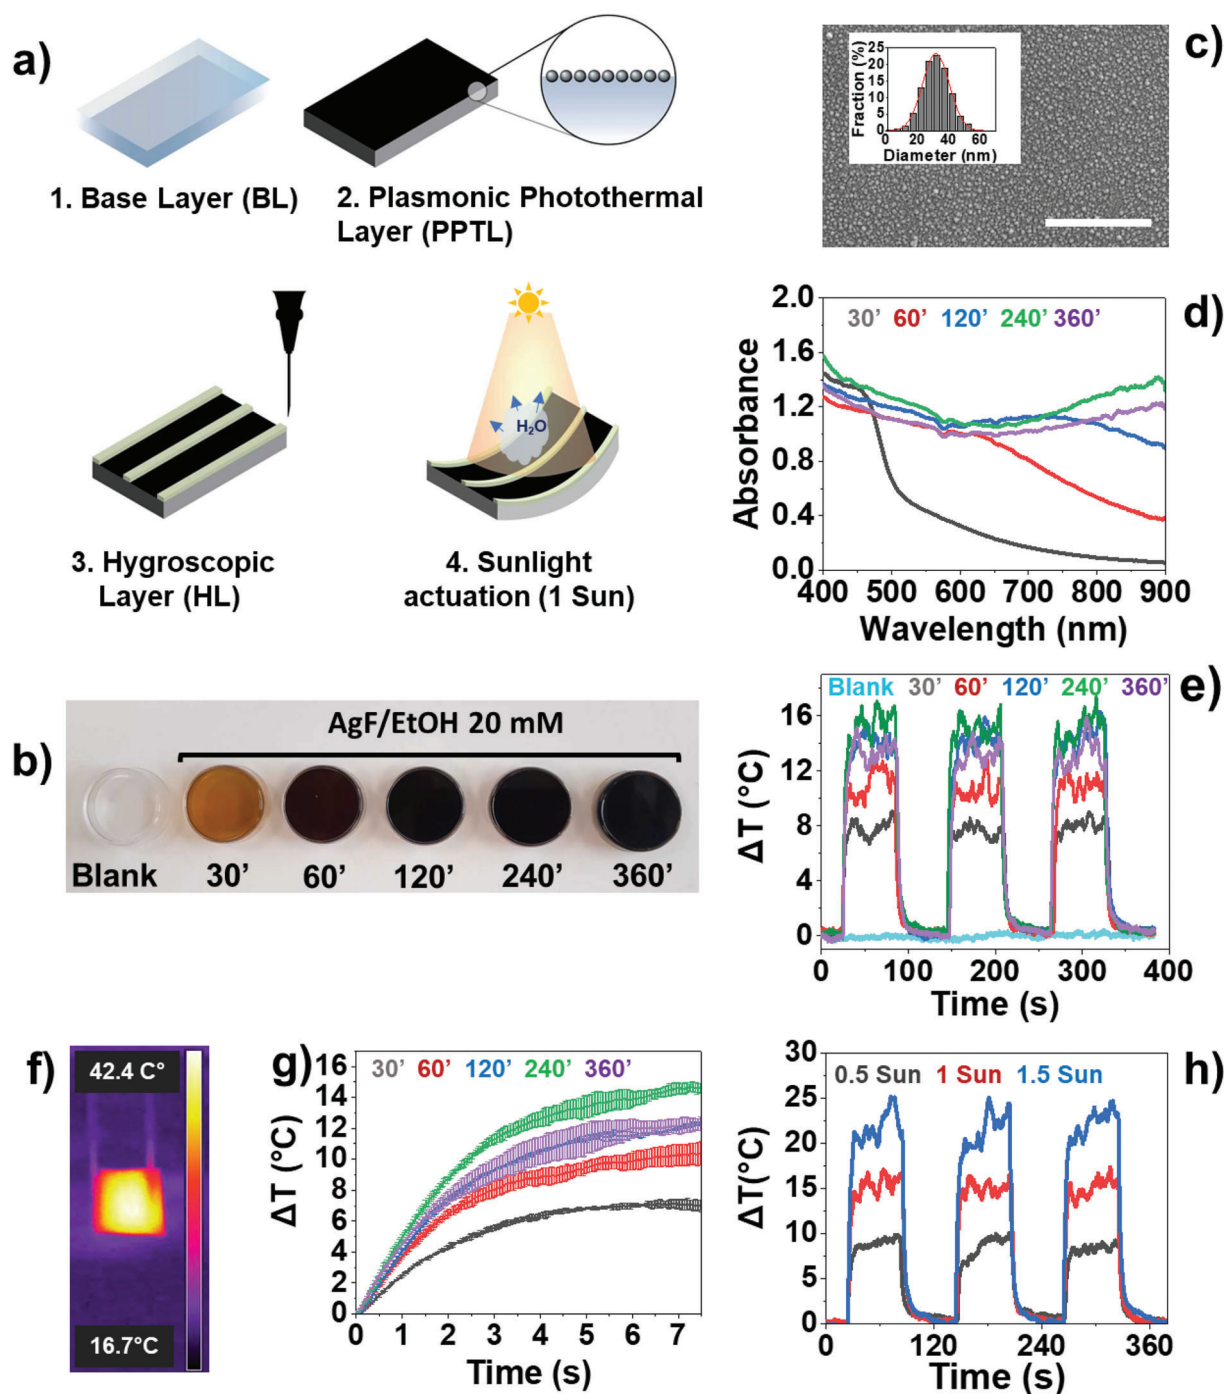 a)
1. Base Layer (BL)
2. Plasmonic Photothermal
Layer (PPTL)
3. Hygroscopic
Layer (HL)
H₂O
4. Sunlight
actuation (1 Sun)
b)
AgF/EtOH 20 mM
Blank 30’ 60’ 120’ 240’ 360’
c)
Fraction (%)
25
20
15
10
5
0
20 40 60
Diameter (nm)
d)
30’ 60’ 120’ 240’ 360’
Absorbance
2.0
1.6
1.2
0.8
0.4
0.0
400 500 600 700 800 900
Wavelength (nm)
e)
Blank 30’ 60’ 120’ 240’ 360’
ΔT (°C)
16
12
8
4
0
0 100 200 300 400
Time (s)
f)
42.4 C°
16.7°C
g)
30’ 60’ 120’ 240’ 360’
ΔT (°C)
16
14
12
10
8
6
4
2
0
0 1 2 3 4 5 6 7
Time (s)
h)
0.5 Sun 1 Sun 1.5 Sun
ΔT(°C)
30
25
20
15
10
5
0
0 120 240 360
Time (s)